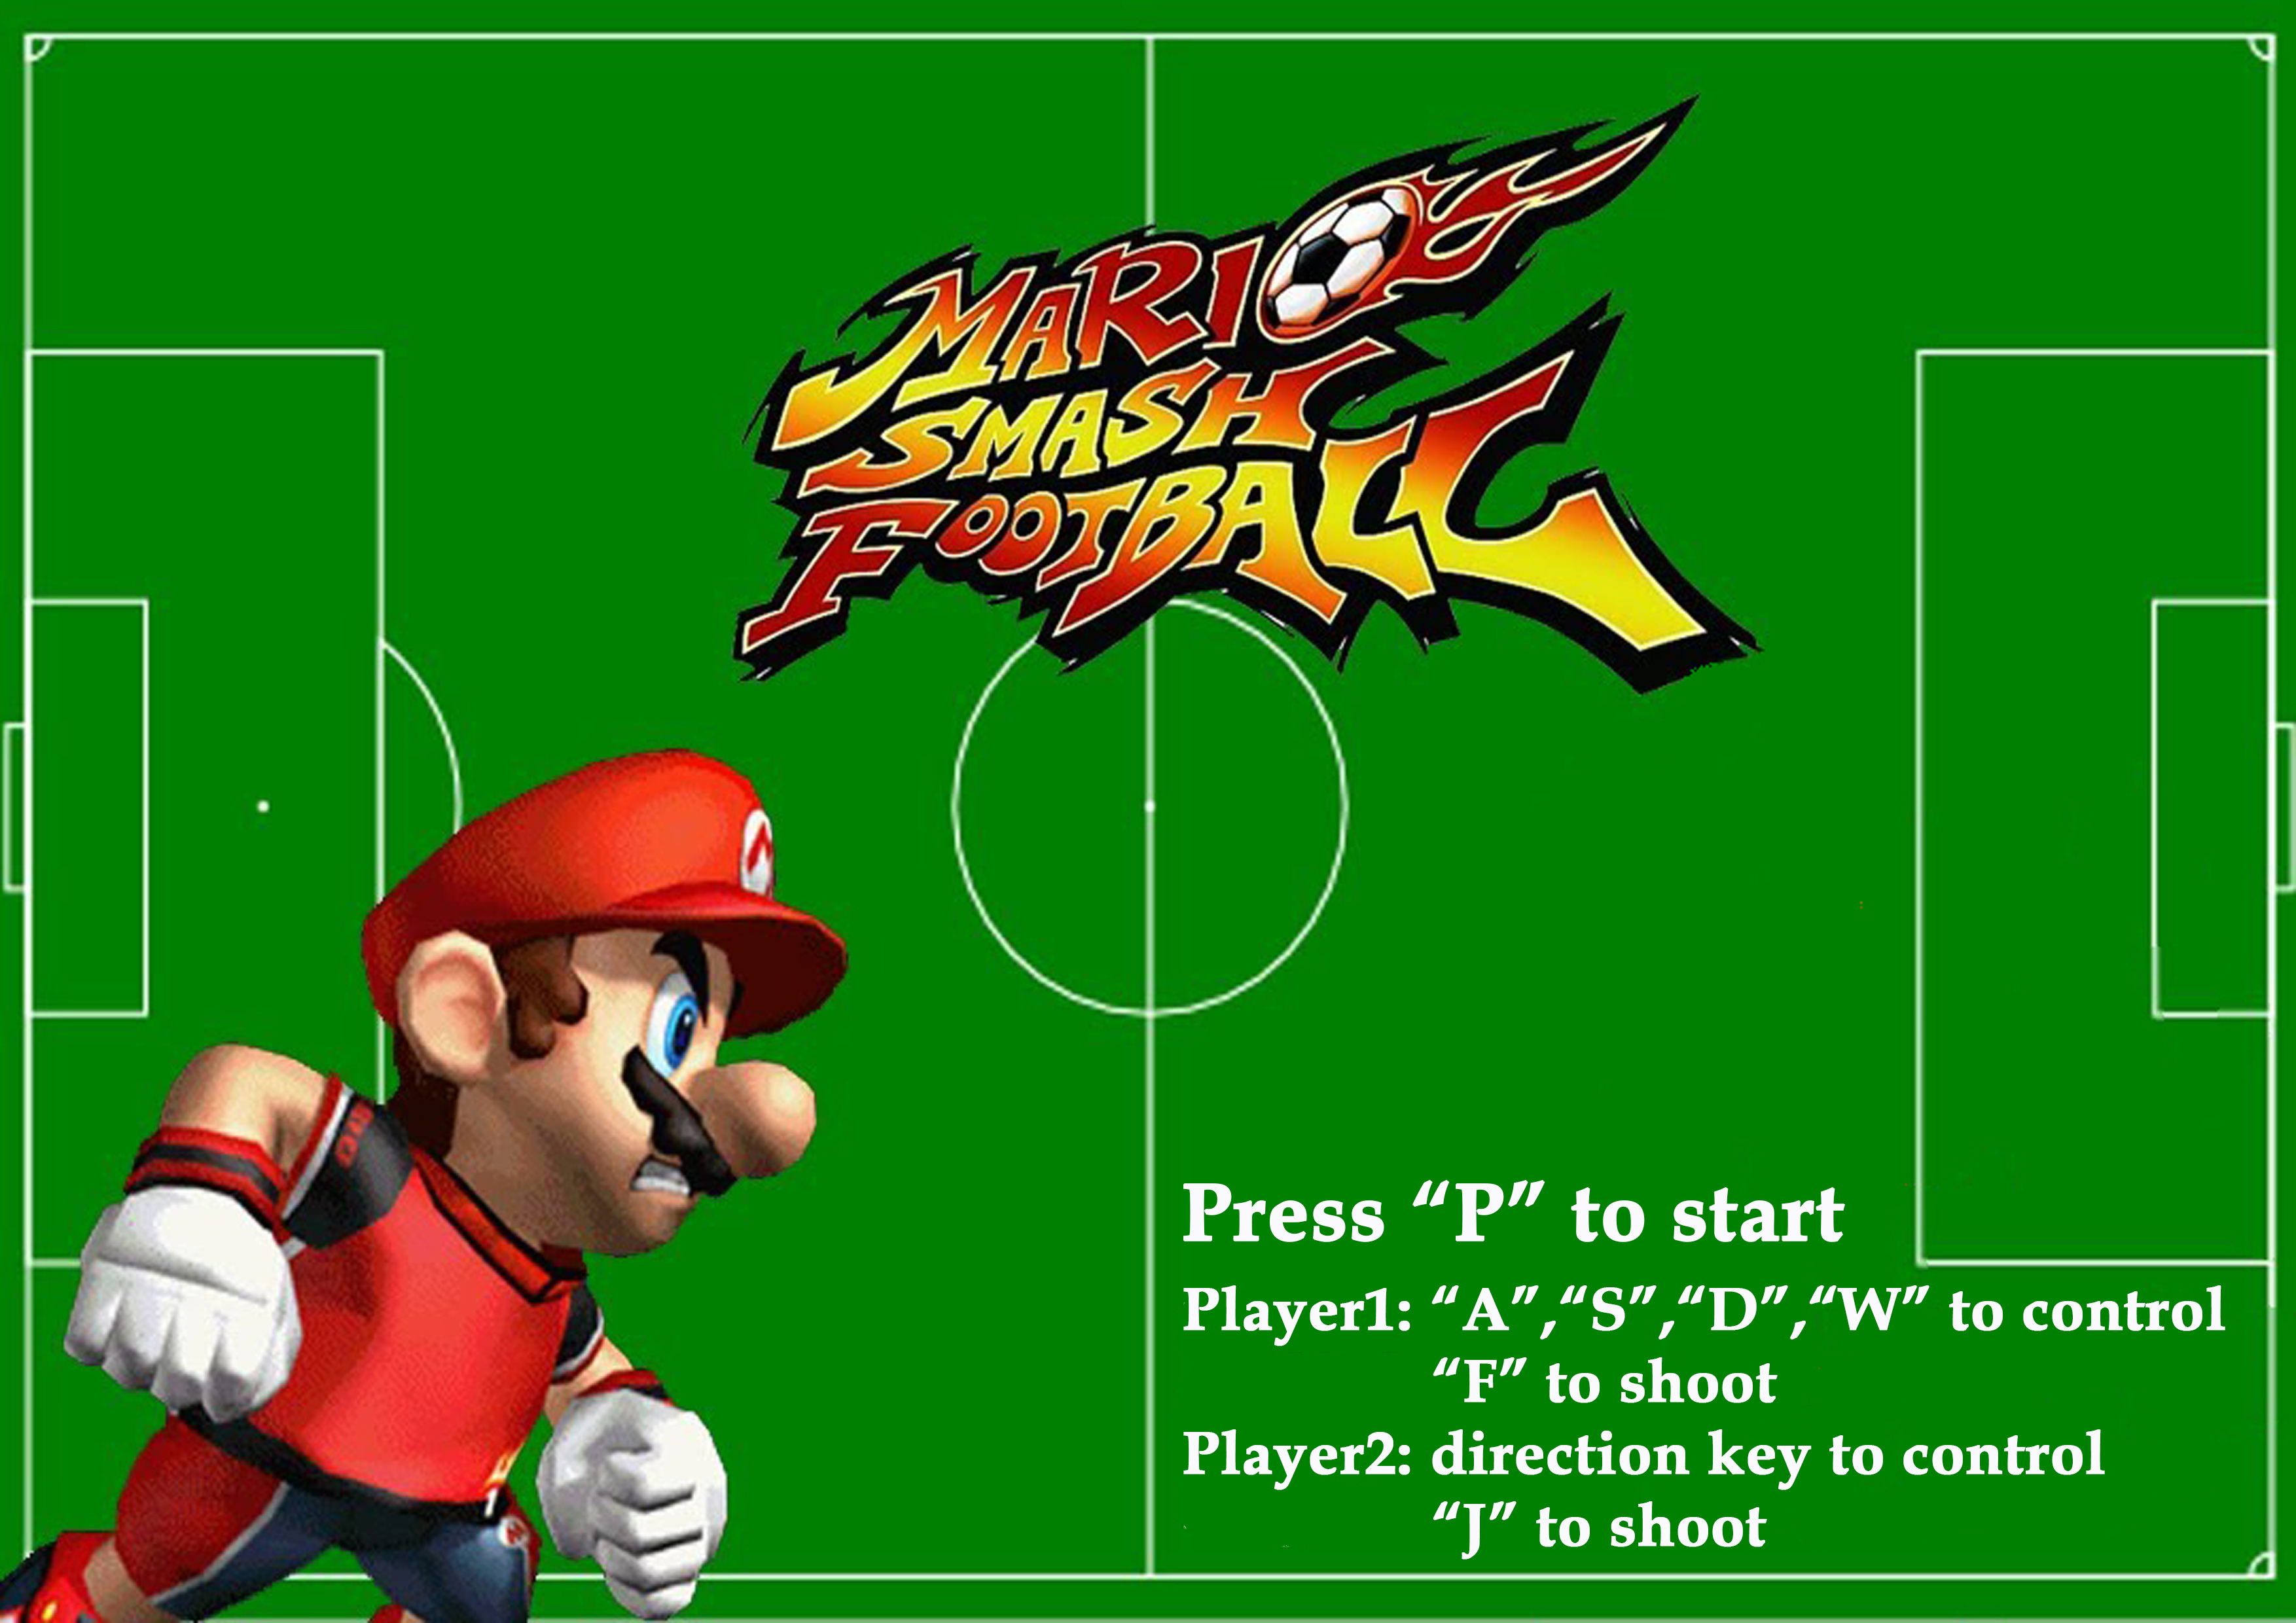 MARIO
SMASH
FOOTBALL
Press “P” to start
Player1: “A”,“S”,“D”,“W” to control
“F” to shoot
Player2: direction key to control
“J” to shoot